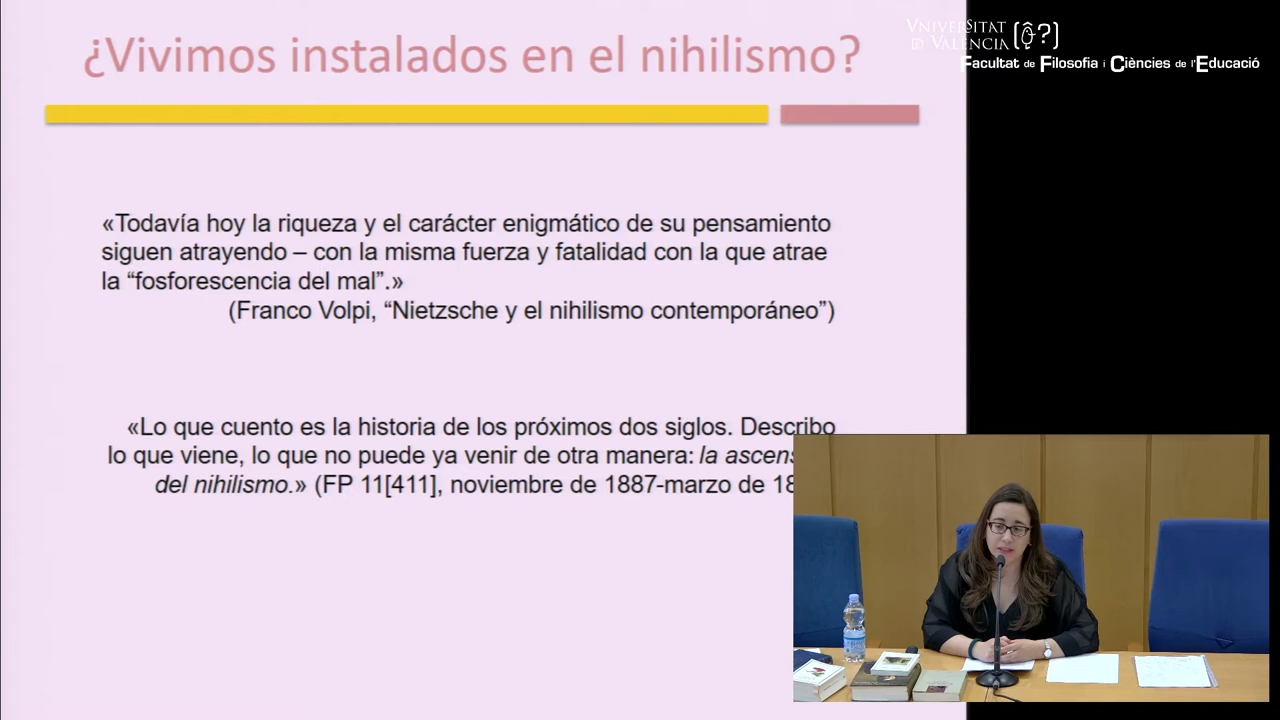 ¿Vivimos instalados en el nihilismo?
VNIVERSITAT
D VALÈNCIA
Facultat de Filosofia i Ciències de l'Educació
«Todavía hoy la riqueza y el carácter enigmático de su pensamiento
siguen atrayendo – con la misma fuerza y fatalidad con la que atrae
la “fosforescencia del mal”.»
(Franco Volpi, “Nietzsche y el nihilismo contemporáneo”)
«Lo que cuento es la historia de los próximos dos siglos. Describo
lo que viene, lo que no puede ya venir de otra manera: la ascens
del nihilismo.» (FP 11[411], noviembre de 1887-marzo de 18